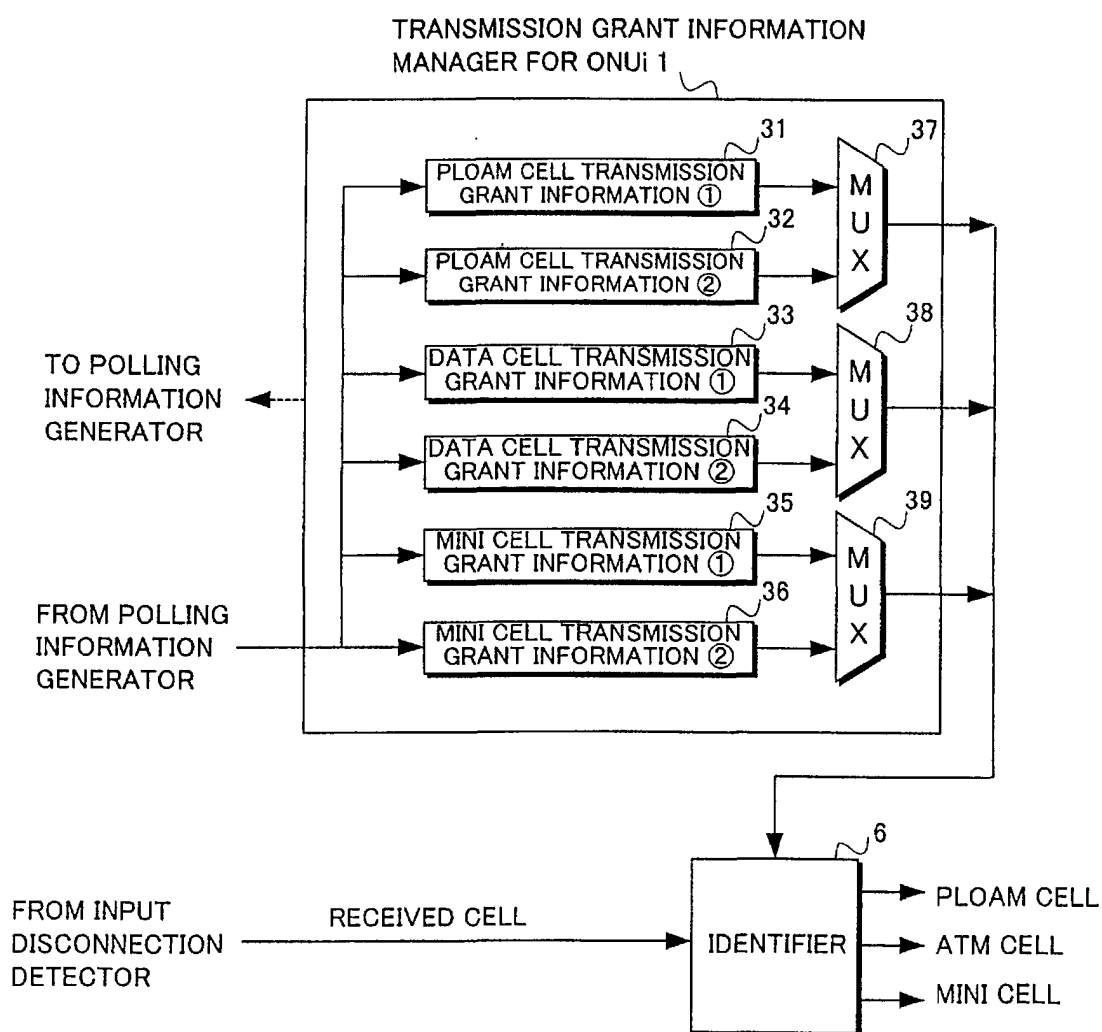 TRANSMISSION GRANT INFORMATION
MANAGER FOR ONUi 1
31
PLOAM CELL TRANSMISSION
GRANT INFORMATION ①
37
MUX
32
PLOAM CELL TRANSMISSION
GRANT INFORMATION ②
33
DATA CELL TRANSMISSION
GRANT INFORMATION ①
38
MUX
TO POLLING
INFORMATION
GENERATOR
34
DATA CELL TRANSMISSION
GRANT INFORMATION ②
35
MINI CELL TRANSMISSION
GRANT INFORMATION ①
39
MUX
FROM POLLING
INFORMATION
GENERATOR
36
MINI CELL TRANSMISSION
GRANT INFORMATION ②
6
FROM INPUT
DISCONNECTION
DETECTOR
RECEIVED CELL
IDENTIFIER
PLOAM CELL
ATM CELL
MINI CELL